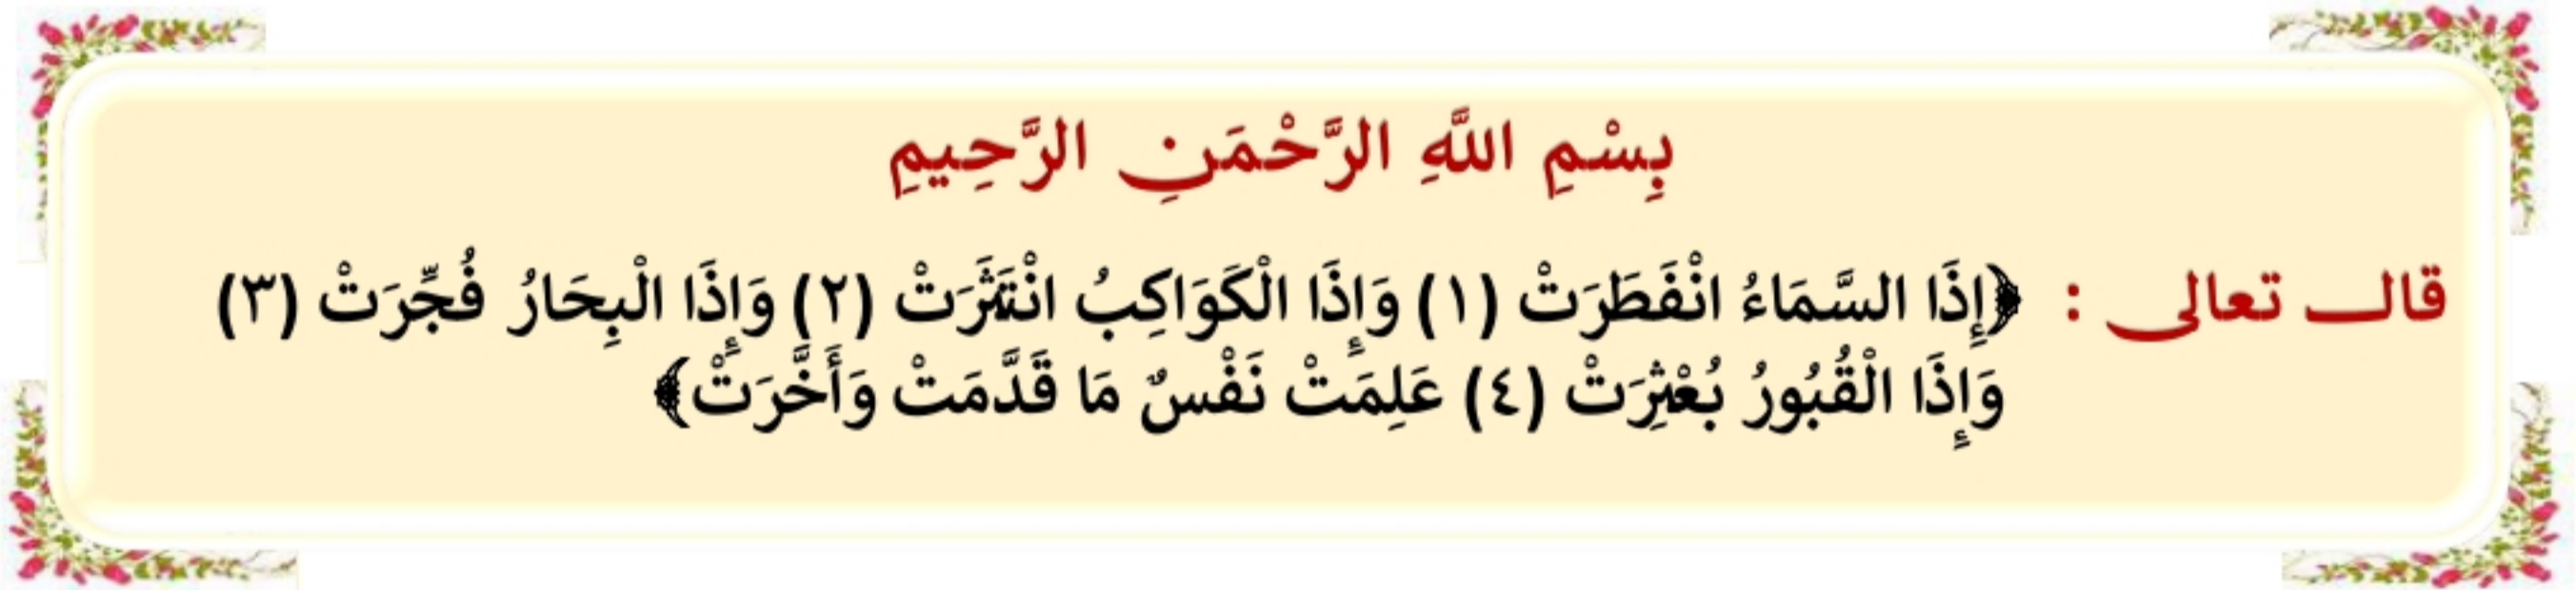 بِسْمِ اللَّهِ الرَّحْمَنِ الرَّحِيمِ
قال تعالى : ﴿إِذَا السَّمَاءُ انْفَطَرَتْ (١) وَإِذَا الْكَوَاكِبُ انْتَثَرَتْ (٢) وَإِذَا الْبِحَارُ فُجِّرَتْ (٣)
وَإِذَا الْقُبُورُ بُعْثِرَتْ (٤) عَلِمَتْ نَفْسٌ مَا قَدَّمَتْ وَأَخَّرَتْ﴾